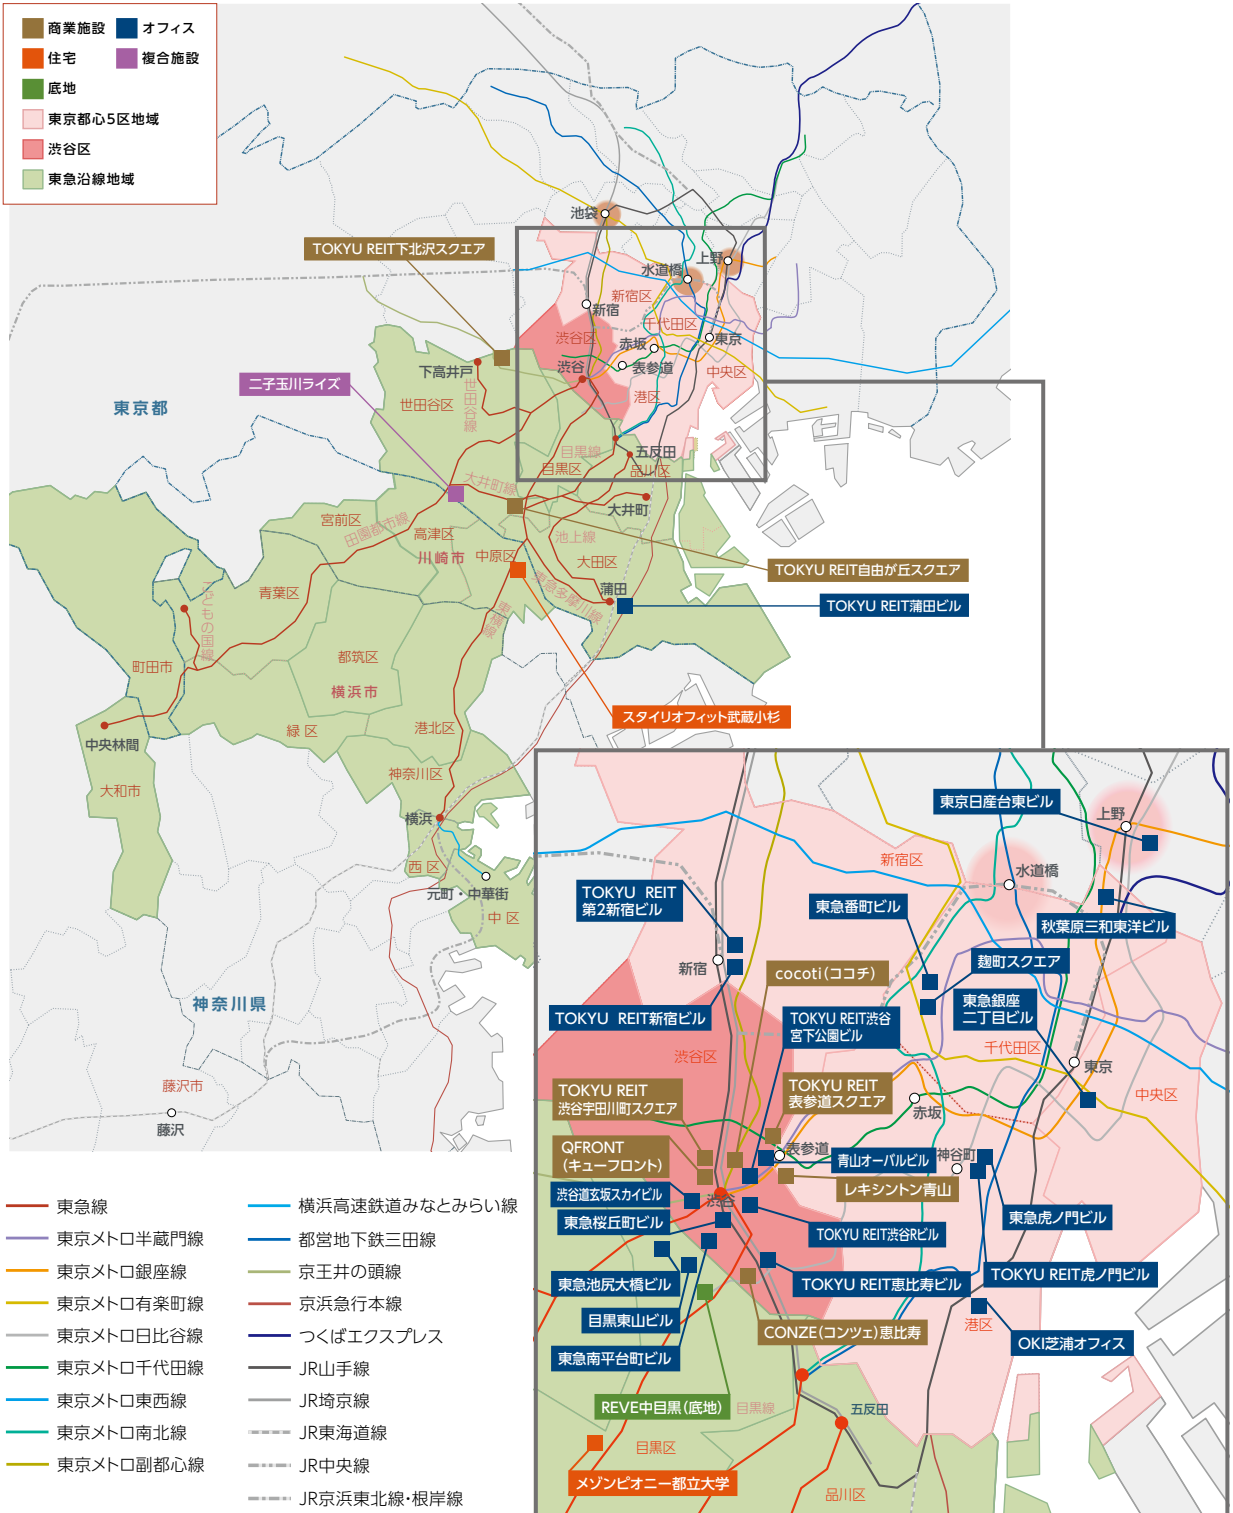 商業施設
オフィス
住宅
複合施設
底地
東京都心5区地域
渋谷区
東急沿線地域
池袋
TOKYU REIT下北沢スクエア
上野
水道橋
新宿区
新宿
千代田区
渋谷区
赤坂
東京
表参道
渋谷
中央区
下高井戸
二子玉川ライズ
世田谷線
港区
世田谷区
東京都
目黒線
五反田
目黒区
品川区
大井町線
大井町
宮前区
田園都市線
高津区
池上線
川崎市
中原区
大田区
TOKYU REIT自由が丘スクエア
東急多摩川線
蒲田
TOKYU REIT蒲田ビル
青葉区
こどもの国線
東横線
都筑区
町田市
横浜市
スタイリオフィット武蔵小杉
緑 区
港北区
中央林間
神奈川区
大和市
横浜
西 区
元町・中華街
中 区
神奈川県
藤沢市
藤沢
東京日産台東ビル
上野
新宿区
水道橋
TOKYU REIT
第2新宿ビル
東急番町ビル
秋葉原三和東洋ビル
新宿
cocoti(ココチ)
麹町スクエア
東急銀座
二丁目ビル
TOKYU REIT新宿ビル
TOKYU REIT渋谷
宮下公園ビル
渋谷区
千代田区
東京
TOKYU REIT
渋谷宇田川町スクエア
TOKYU REIT
表参道スクエア
中央区
赤坂
QFRONT
(キューフロント)
表参道
青山オーバルビル
神谷町
渋谷道玄坂スカイビル
渋谷
レキシントン青山
東急桜丘町ビル
TOKYU REIT渋谷Rビル
東急虎ノ門ビル
東急池尻大橋ビル
TOKYU REIT恵比寿ビル
TOKYU REIT虎ノ門ビル
目黒東山ビル
CONZE(コンツェ)恵比寿
港区
OKI芝浦オフィス
東急南平台町ビル
REVE中目黒(底地)
目黒線
五反田
目黒区
メゾンピオニー都立大学
品川区
東急線
東京メトロ半蔵門線
東京メトロ銀座線
東京メトロ有楽町線
東京メトロ日比谷線
東京メトロ千代田線
東京メトロ東西線
東京メトロ南北線
東京メトロ副都心線
横浜高速鉄道みなとみらい線
都営地下鉄三田線
京王井の頭線
京浜急行本線
つくばエクスプレス
JR山手線
JR埼京線
JR東海道線
JR中央線
JR京浜東北線・根岸線